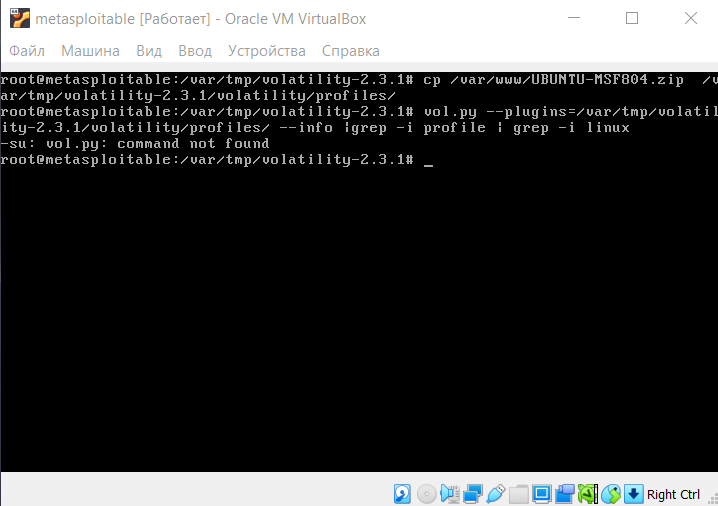 metasploitable [Работает] - Oracle VM VirtualBox
Файл Машина Вид Ввод Устройства Справка
root@metasploitable:/var/tmp/volatility-2.3.1# cp /var/www/UBUNTU-MSF804.zip  /v
ar/tmp/volatility-2.3.1/volatility/profiles/
root@metasploitable:/var/tmp/volatility-2.3.1# vol.py --plugins=/var/tmp/volatil
ity-2.3.1/volatility/profiles/ --info |grep -i profile | grep -i linux
-su: vol.py: command not found
root@metasploitable:/var/tmp/volatility-2.3.1# _
Right Ctrl